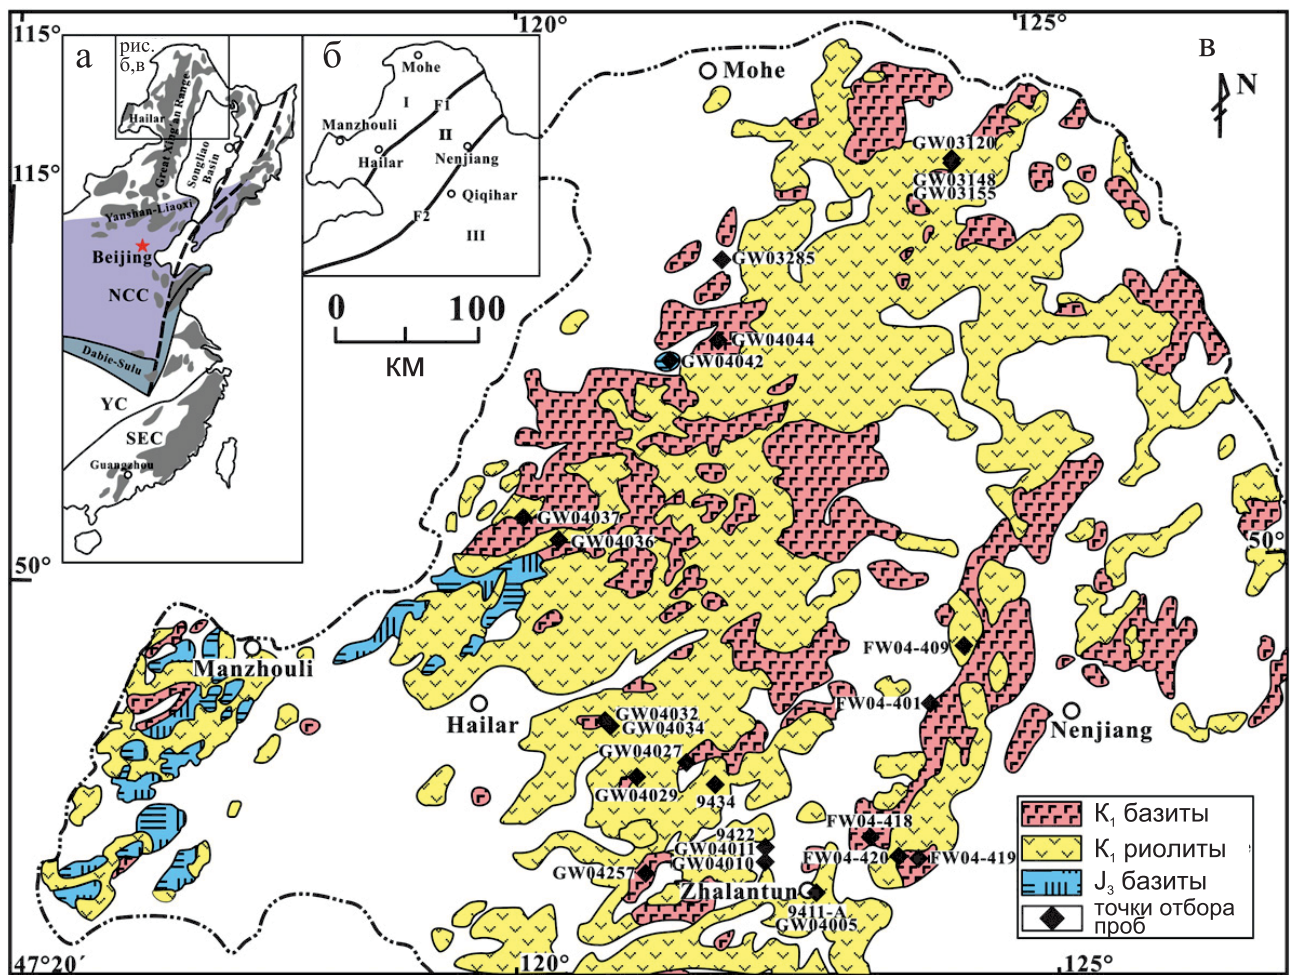 115°
120°
125°
а
рис.
б,в
Hailar
Great Xing'an Range
Songliao
Basin
Yanshan-Liaoxi
Beijing
NCC
Dabie-Sulu
YC
SEC
Guangzhou
б
Mohe
I
F1
Manzhouli
II
Hailar
Nenjiang
Qiqihar
F2
III
0 100
км
в
N
115°
Mohe
GW03120
GW03148
GW03155
GW03285
GW04044
GW04042
GW04037
GW04036
50°
50°
FW04-409
Manzhouli
FW04-401
Hailar
GW04032
GW04034
Nenjiang
GW04027
GW04029
9434
FW04-418
9422
GW04011
GW04010
FW04-420
FW04-419
GW04257
Zhalantun
9411-A
GW04005
K₁ базиты
K₁ риолиты
J₃ базиты
точки отбора
проб
47°20′
120°
125°